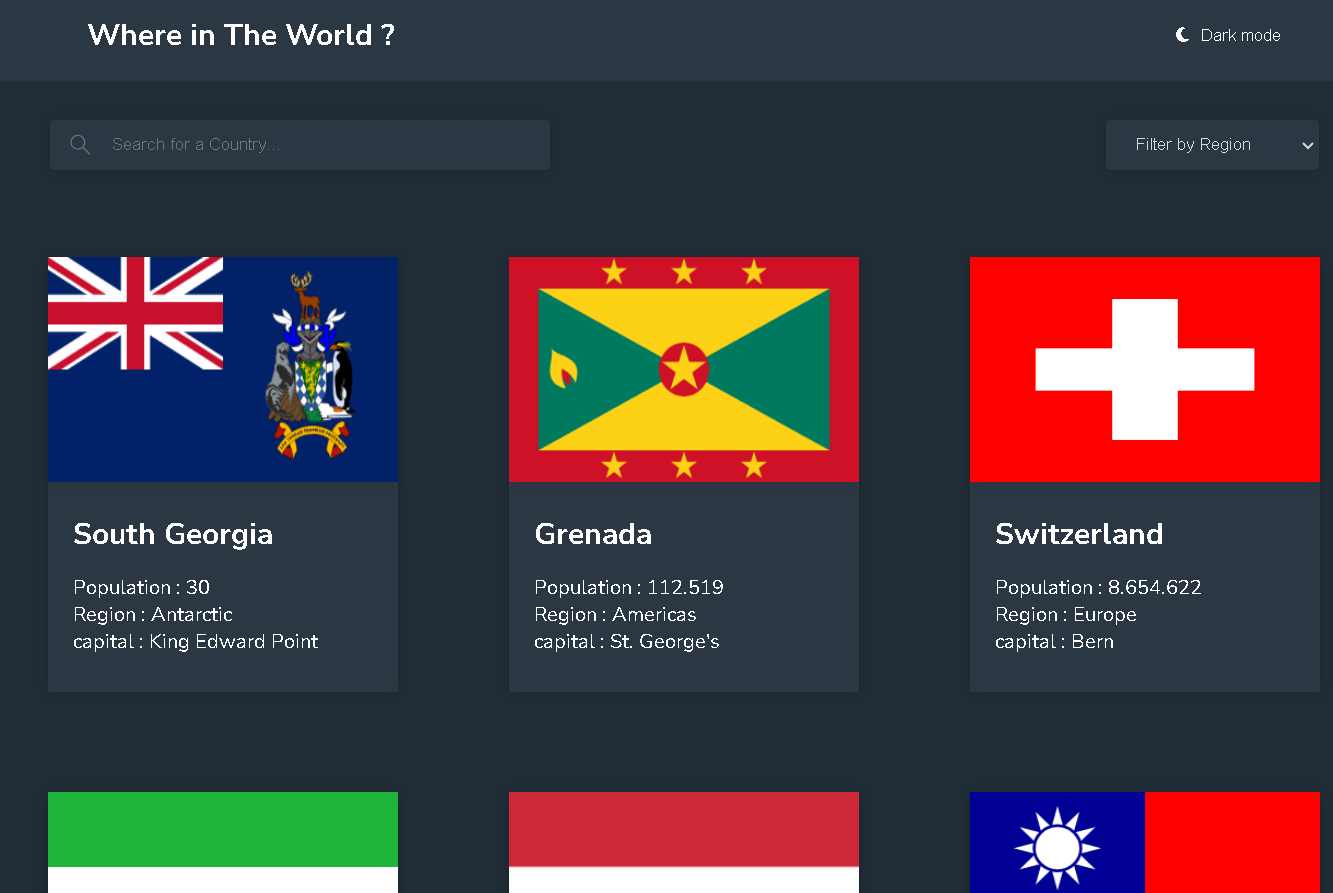 Where in The World ?
Dark mode
Search for a Country...
Filter by Region
South Georgia
Population : 30
Region : Antarctic
capital : King Edward Point
Grenada
Population : 112.519
Region : Americas
capital : St. George's
Switzerland
Population : 8.654.622
Region : Europe
capital : Bern